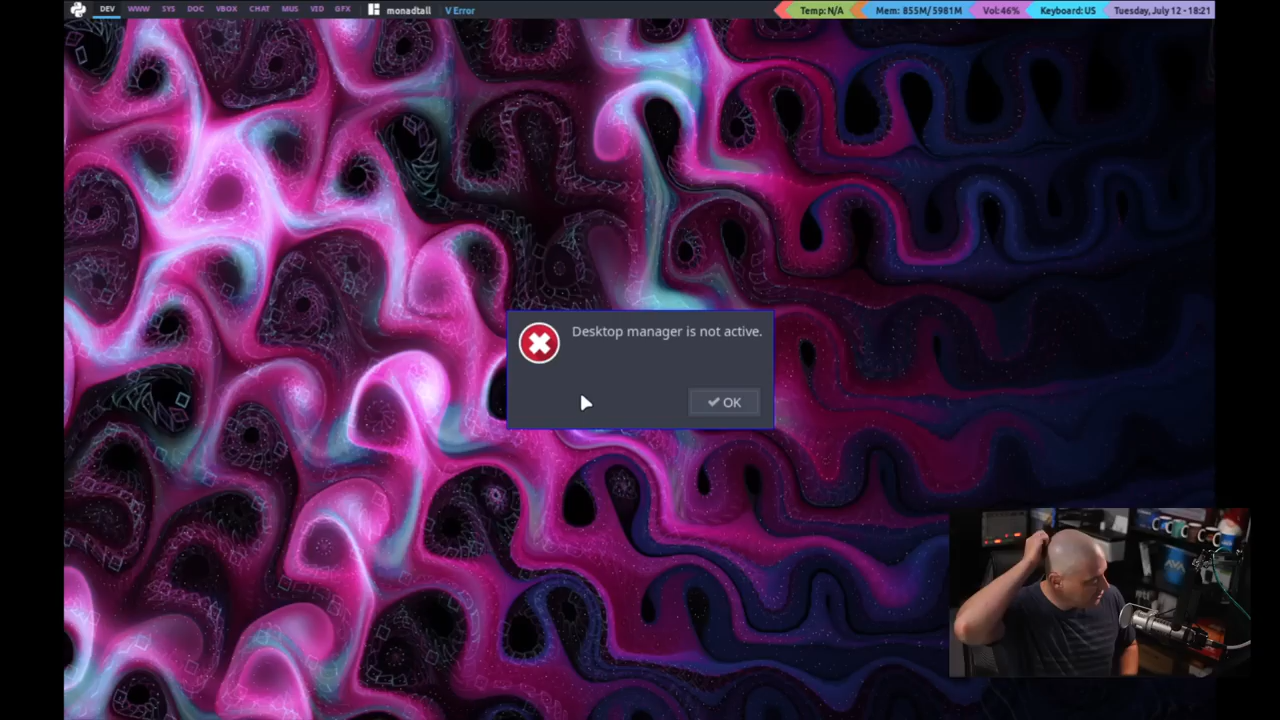 DEV WWW SYS DOC VBOX CHAT MUS VID GFX monadtall V Error Temp: N/A Mem: 855M/5981M Vol: 46% Keyboard: US Tuesday, July 12 - 18:21
Desktop manager is not active.
OK